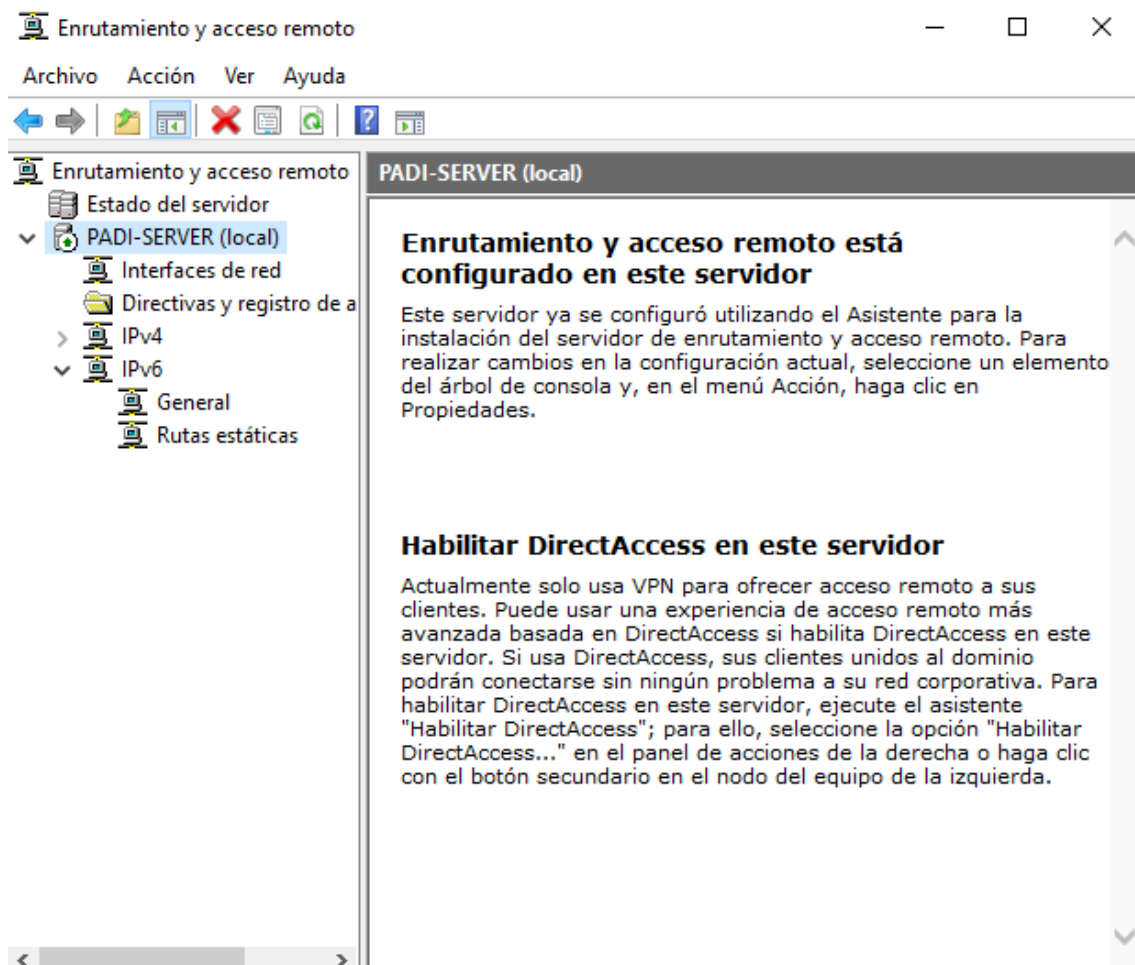 Enrutamiento y acceso remoto
Archivo Acción Ver Ayuda
Enrutamiento y acceso remoto
Estado del servidor
PADI-SERVER (local)
Interfaces de red
Directivas y registro de a
IPv4
IPv6
General
Rutas estáticas
PADI-SERVER (local)
Enrutamiento y acceso remoto está
configurado en este servidor
Este servidor ya se configuró utilizando el Asistente para la
instalación del servidor de enrutamiento y acceso remoto. Para
realizar cambios en la configuración actual, seleccione un elemento
del árbol de consola y, en el menú Acción, haga clic en
Propiedades.
Habilitar DirectAccess en este servidor
Actualmente solo usa VPN para ofrecer acceso remoto a sus
clientes. Puede usar una experiencia de acceso remoto más
avanzada basada en DirectAccess si habilita DirectAccess en este
servidor. Si usa DirectAccess, sus clientes unidos al dominio
podrán conectarse sin ningún problema a su red corporativa. Para
habilitar DirectAccess en este servidor, ejecute el asistente
"Habilitar DirectAccess"; para ello, seleccione la opción "Habilitar
DirectAccess..." en el panel de acciones de la derecha o haga clic
con el botón secundario en el nodo del equipo de la izquierda.